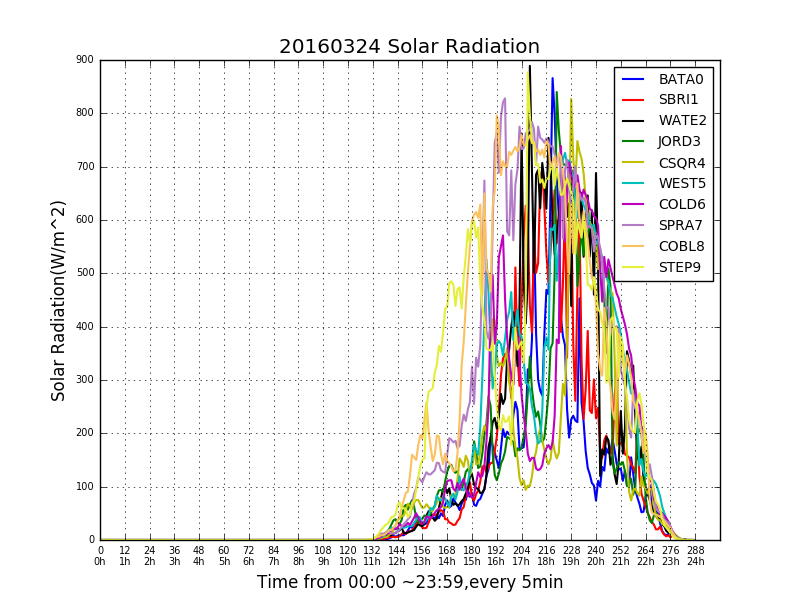 20160324 Solar Radiation
900
800
700
600
500
400
300
200
100
0
Solar Radiation(W/m^2)
BATA0
SBRI1
WATE2
JORD3
CSQR4
WEST5
COLD6
SPRA7
COBL8
STEP9
0 12 24 36 48 60 72 84 96 108 120 132 144 156 168 180 192 204 216 228 240 252 264 276 288
0h 1h 2h 3h 4h 5h 6h 7h 8h 9h 10h 11h 12h 13h 14h 15h 16h 17h 18h 19h 20h 21h 22h 23h 24h
Time from 00:00 ~23:59,every 5min